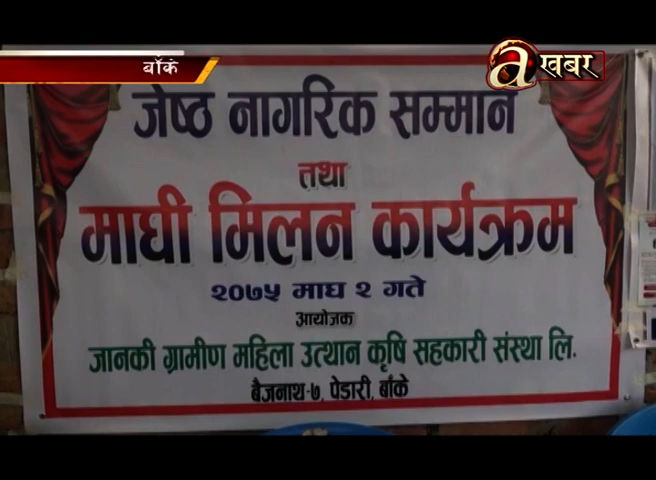 बाँके
a खबर
जेष्ठ नागरिक सम्मान
तथा
माघी मिलन कार्यक्रम
२०७५ माघ २ गते
आयोजक
जानकी ग्रामीण महिला उत्थान कृषि सहकारी संस्था लि.
बैजनाथ-७, पेडारी, बाँके